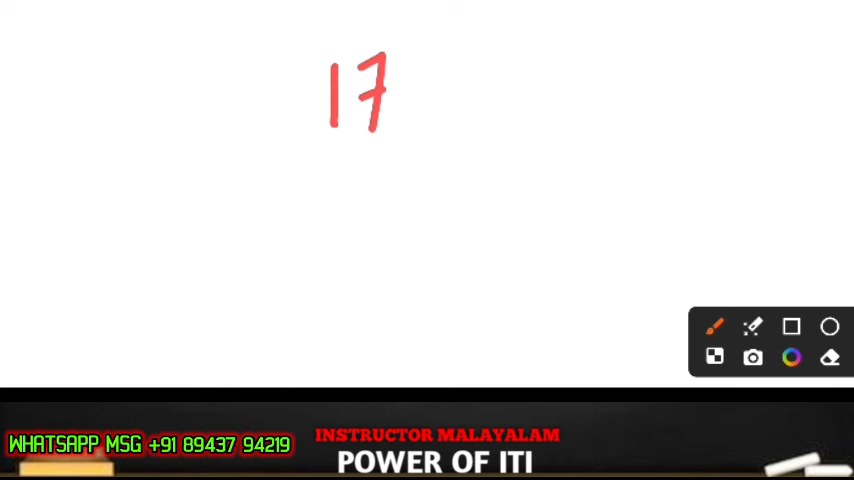 17
WHATSAPP MSG +91 89437 94219
INSTRUCTOR MALAYALAM
POWER OF ITI